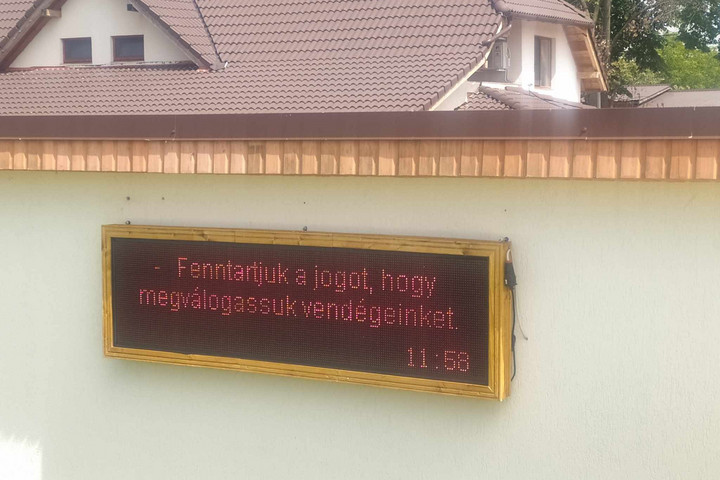 - Fenntartjuk a jogot, hogy
megválogassuk vendégeinket.
11:58